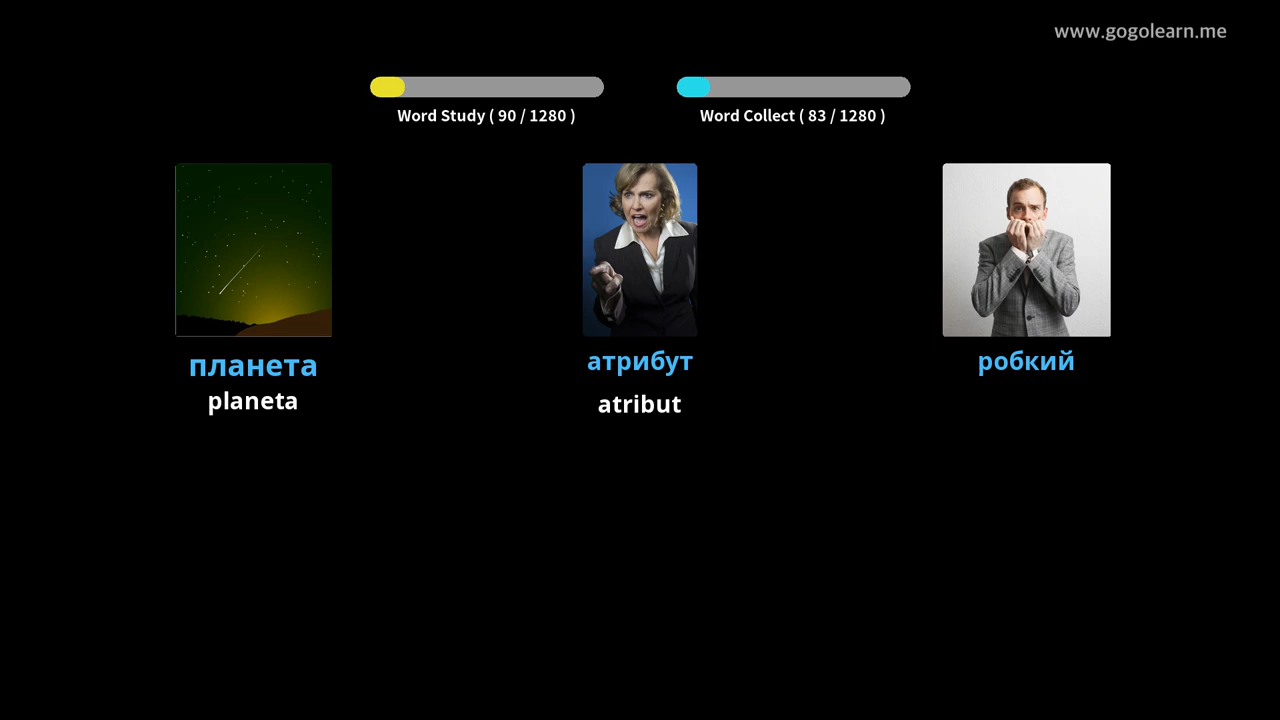 www.gogolearn.me
Word Study ( 90 / 1280 )
Word Collect ( 83 / 1280 )
планета
planeta
атрибут
atribut
робкий